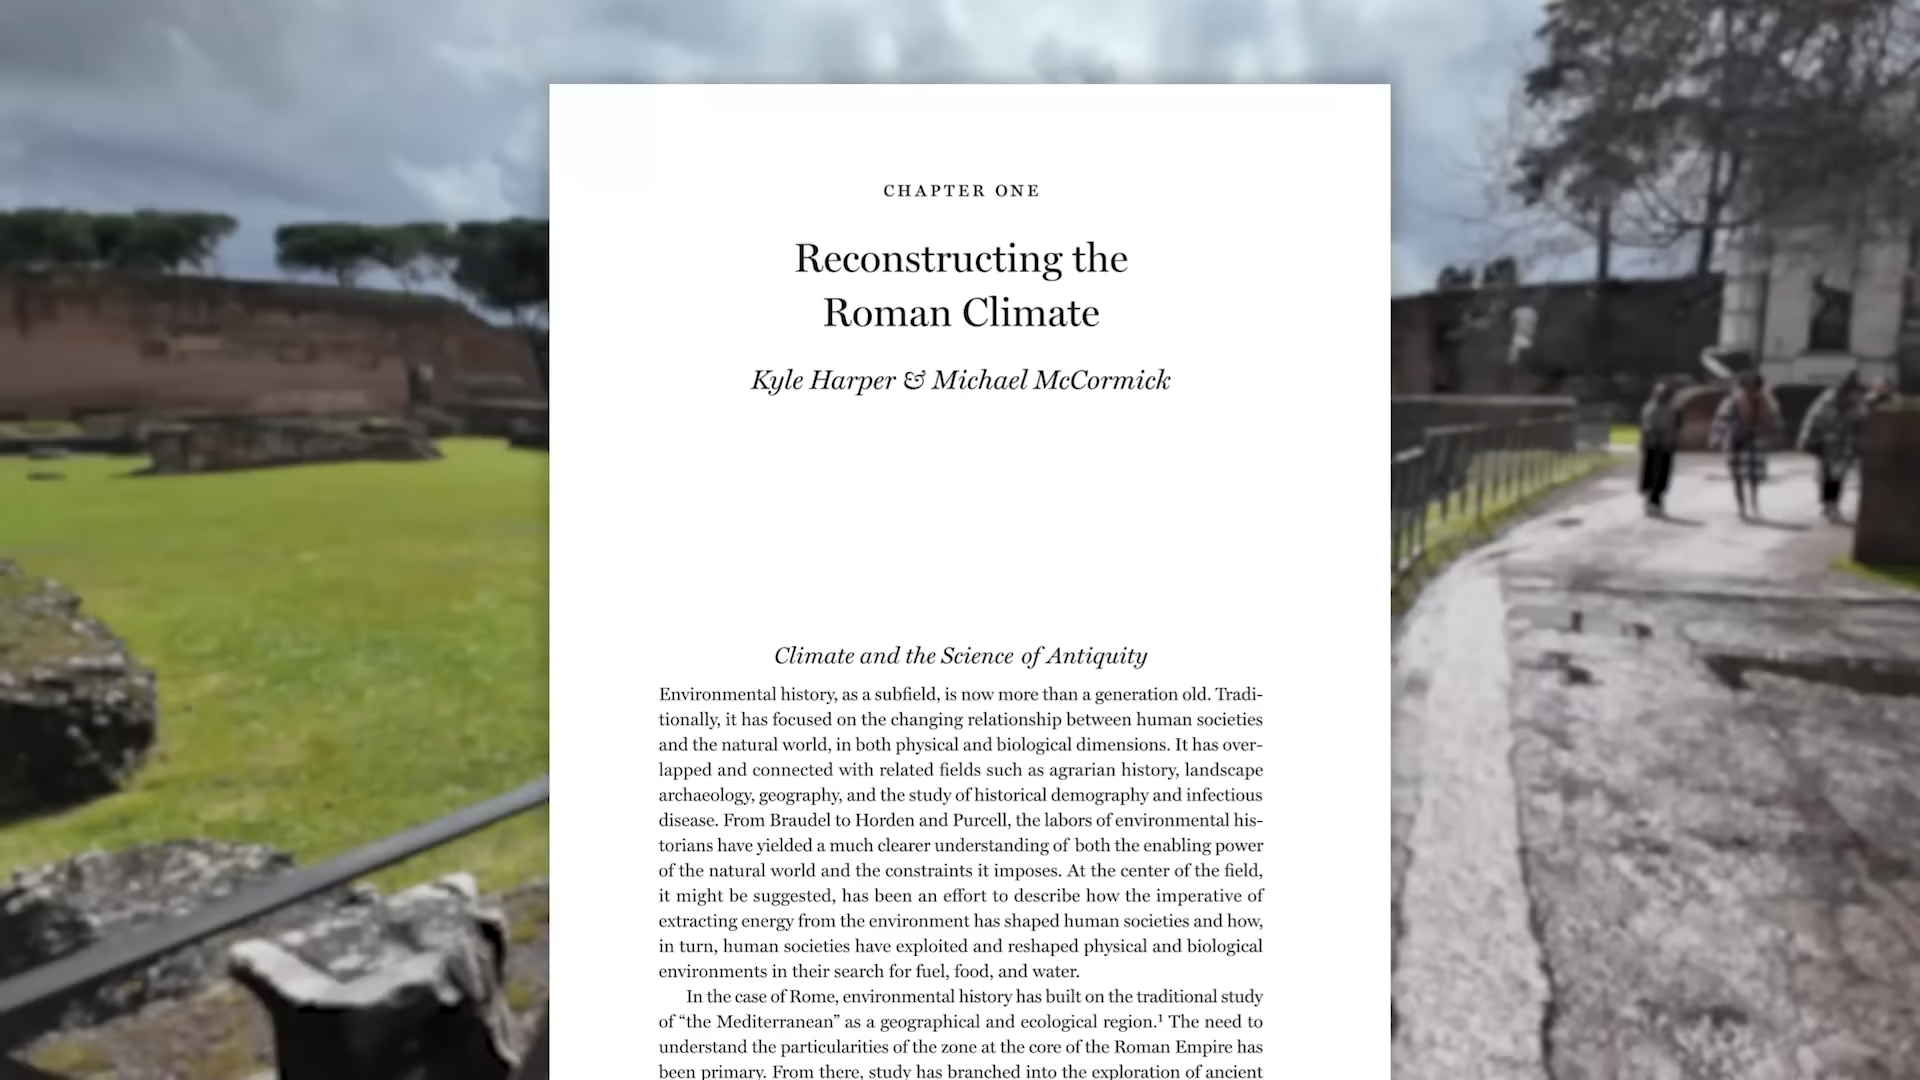 CHAPTER ONE
Reconstructing the
Roman Climate
Kyle Harper & Michael McCormick
Climate and the Science of Antiquity
Environmental history, as a subfield, is now more than a generation old. Tradi-
tionally, it has focused on the changing relationship between human societies
and the natural world, in both physical and biological dimensions. It has over-
lapped and connected with related fields such as agrarian history, landscape
archaeology, geography, and the study of historical demography and infectious
disease. From Braudel to Horden and Purcell, the labors of environmental his-
torians have yielded a much clearer understanding of both the enabling power
of the natural world and the constraints it imposes. At the center of the field,
it might be suggested, has been an effort to describe how the imperative of
extracting energy from the environment has shaped human societies and how,
in turn, human societies have exploited and reshaped physical and biological
environments in their search for fuel, food, and water.
In the case of Rome, environmental history has built on the traditional study
of “the Mediterranean” as a geographical and ecological region.¹ The need to
understand the particularities of the zone at the core of the Roman Empire has
been primary. From there, study has branched into the exploration of ancient